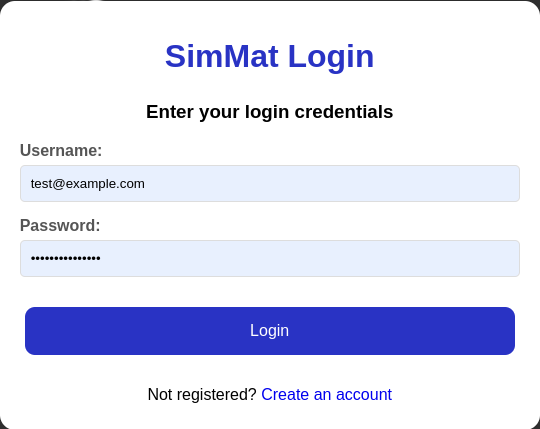 SimMat Login
Enter your login credentials
Username:
test@example.com
Password:
•••••••••••••••
Login
Not registered? Create an account